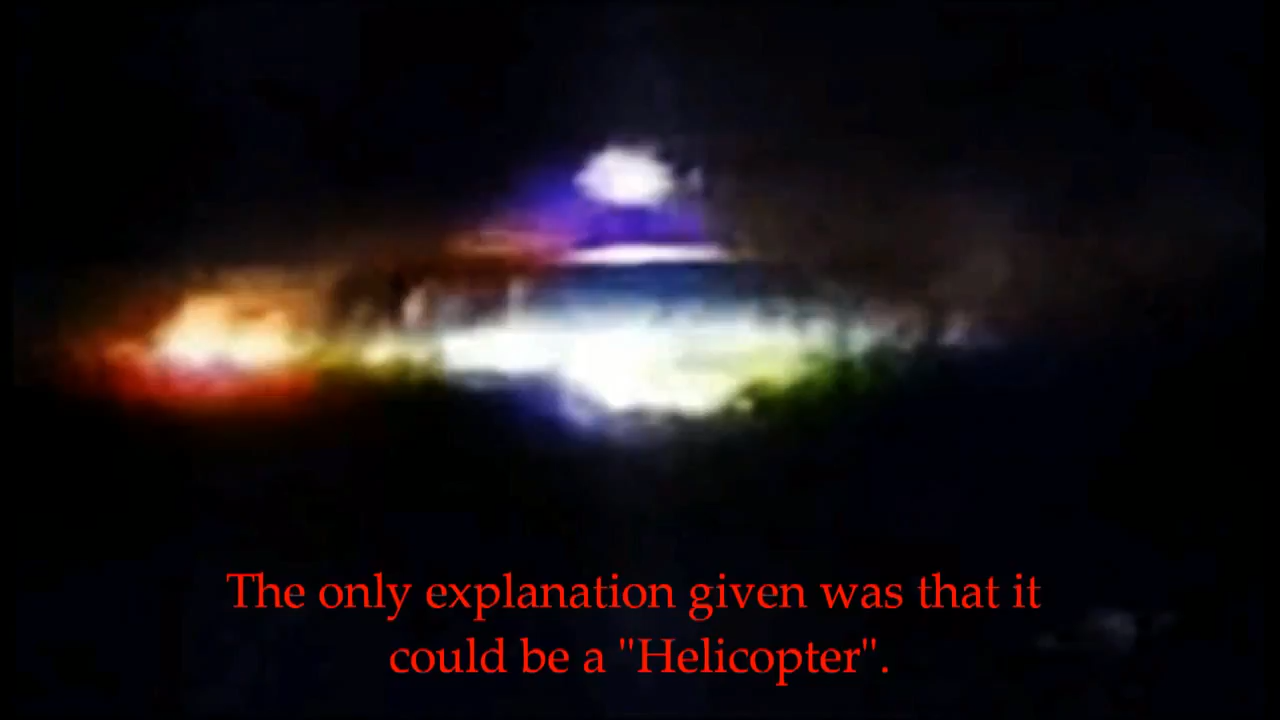 The only explanation given was that it
could be a "Helicopter".